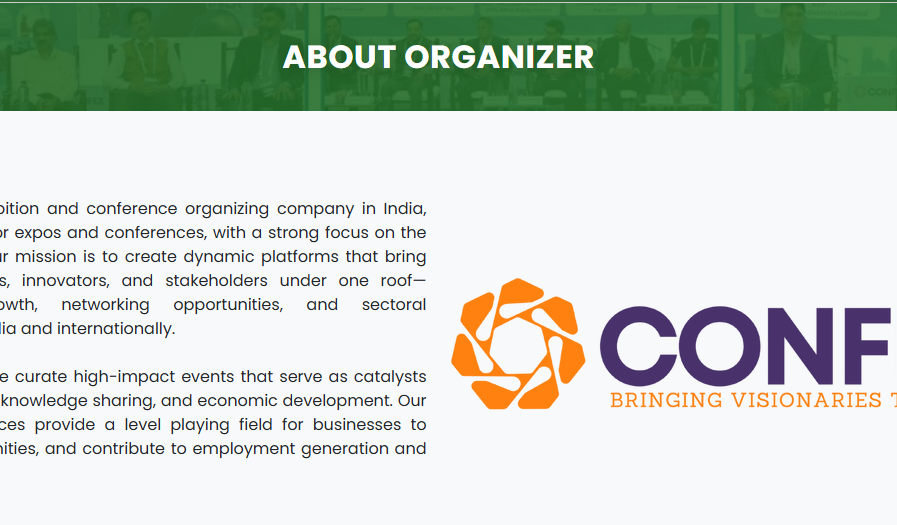 ABOUT ORGANIZER
bition and conference organizing company in India,
or expos and conferences, with a strong focus on the
ur mission is to create dynamic platforms that bring
s, innovators, and stakeholders under one roof—
owth, networking opportunities, and sectoral
dia and internationally.
e curate high-impact events that serve as catalysts
knowledge sharing, and economic development. Our
ces provide a level playing field for businesses to
nities, and contribute to employment generation and
CONF
BRINGING VISIONARIES T